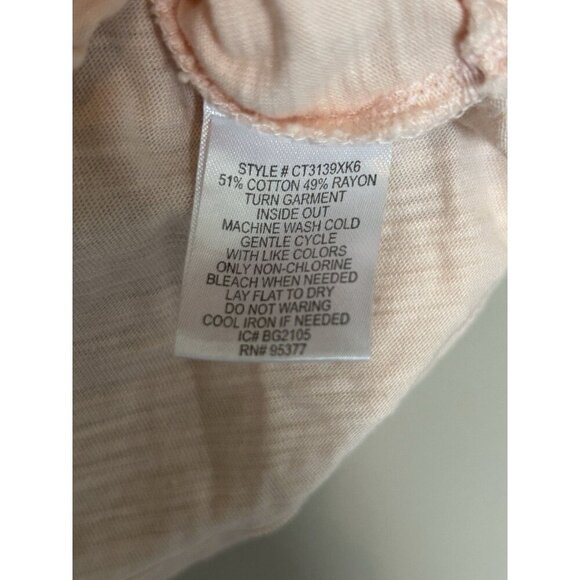 STYLE # CT3139XK6
51% COTTON 49% RAYON
TURN GARMENT
INSIDE OUT
MACHINE WASH COLD
GENTLE CYCLE
WITH LIKE COLORS
ONLY NON-CHLORINE
BLEACH WHEN NEEDED
LAY FLAT TO DRY
DO NOT WARING
COOL IRON IF NEEDED
IC# BG2105
RN# 95377